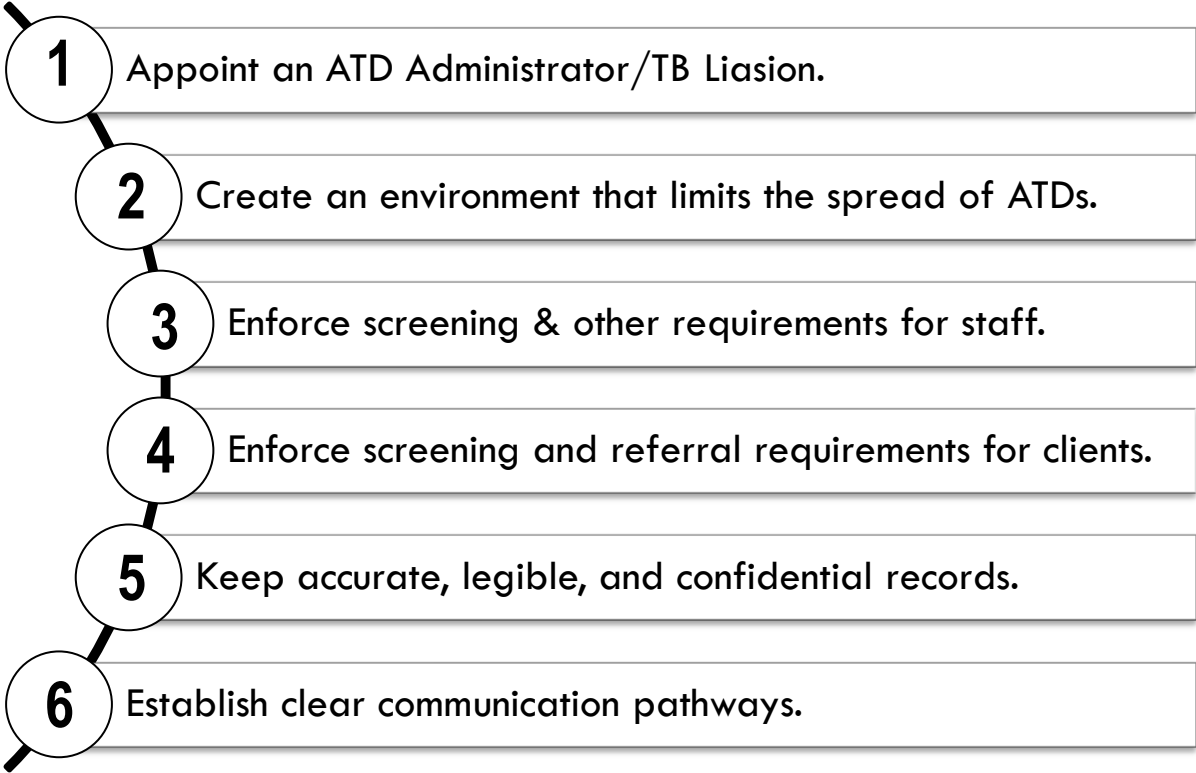 1 Appoint an ATD Administrator/TB Liasion.
2 Create an environment that limits the spread of ATDs.
3 Enforce screening & other requirements for staff.
4 Enforce screening and referral requirements for clients.
5 Keep accurate, legible, and confidential records.
6 Establish clear communication pathways.